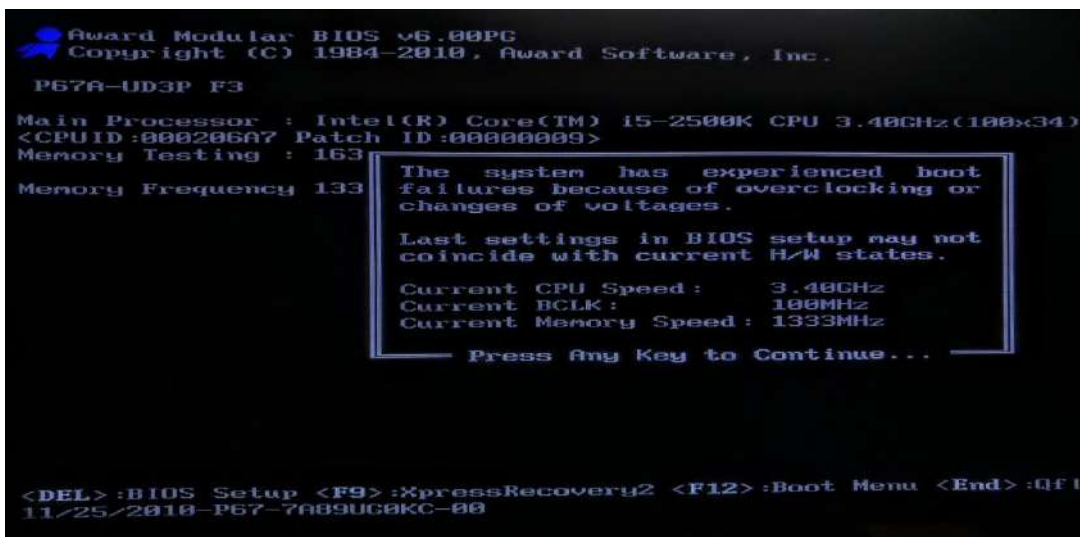 Award Modular BIOS v6.00PG
Copyright (C) 1984-2010, Award Software, Inc.
P67A-UD3P F3
Main Processor : Intel(R) Core(TM) i5-2500K CPU 3.40GHz(100x34)
<CPUID:000206A7 Patch ID:00000009>
Memory Testing : 163
Memory Frequency 133
The system has experienced boot
failures because of overclocking or
changes of voltages.
Last settings in BIOS setup may not
coincide with current H/W states.
Current CPU Speed: 3.40GHz
Current BCLK: 100MHz
Current Memory Speed: 1333MHz
Press Any Key to Continue...
<DEL>:BIOS Setup <F9>:XpressRecovery2 <F12>:Boot Menu <End>:Qfl
11/25/2010-P67-7A89UG0KC-00